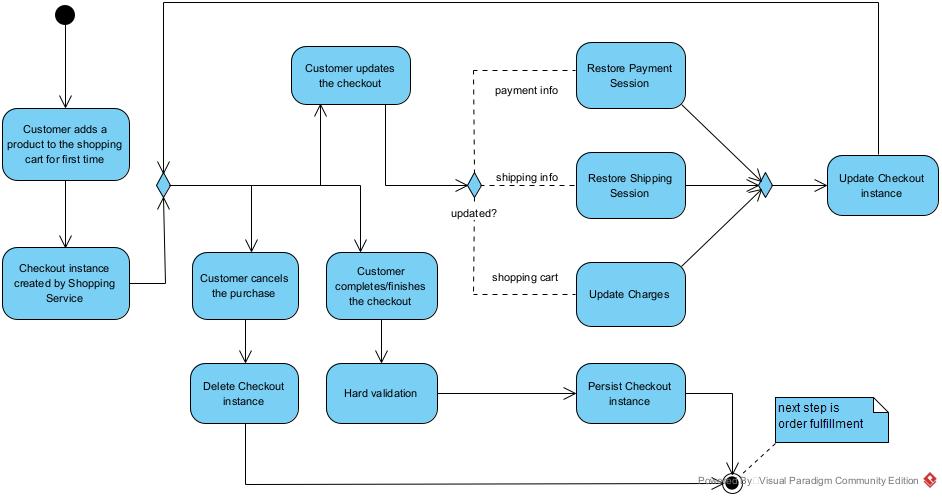 Customer adds a
product to the shopping
cart for first time
Checkout instance
created by Shopping
Service
Customer updates
the checkout
Customer cancels
the purchase
Customer
completes/finishes
the checkout
Delete Checkout
instance
Hard validation
payment info
shipping info
updated?
shopping cart
Restore Payment
Session
Restore Shipping
Session
Update Charges
Update Checkout
instance
Persist Checkout
instance
next step is
order fulfillment
Powered By Visual Paradigm Community Edition